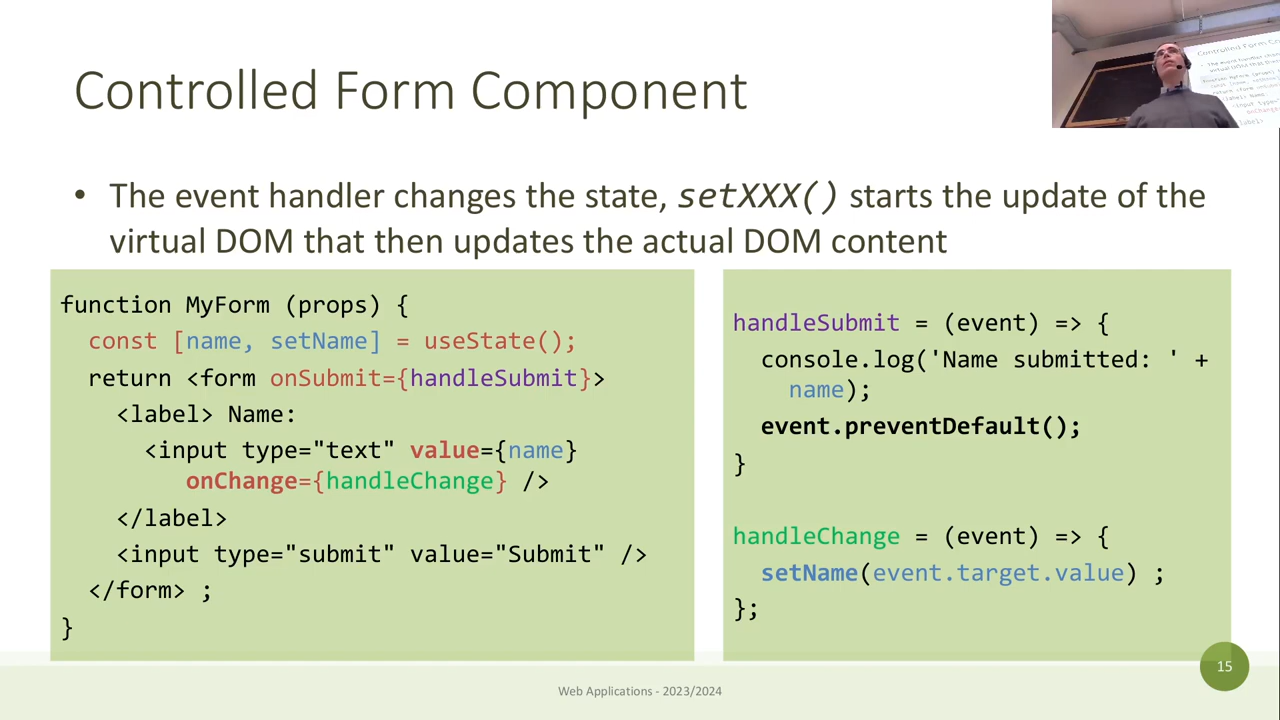 Controlled Form Component
• The event handler changes the state, setXXX() starts the update of the
virtual DOM that then updates the actual DOM content
function MyForm (props) {
const [name, setName] = useState();
return <form onSubmit={handleSubmit}>
<label> Name:
<input type="text" value={name}
onChange={handleChange} />
</label>
<input type="submit" value="Submit" />
</form> ;
}
handleSubmit = (event) => {
console.log('Name submitted: ' +
name);
event.preventDefault();
}
handleChange = (event) => {
setName(event.target.value) ;
};
Web Applications - 2023/2024
15
Controlled Form Co